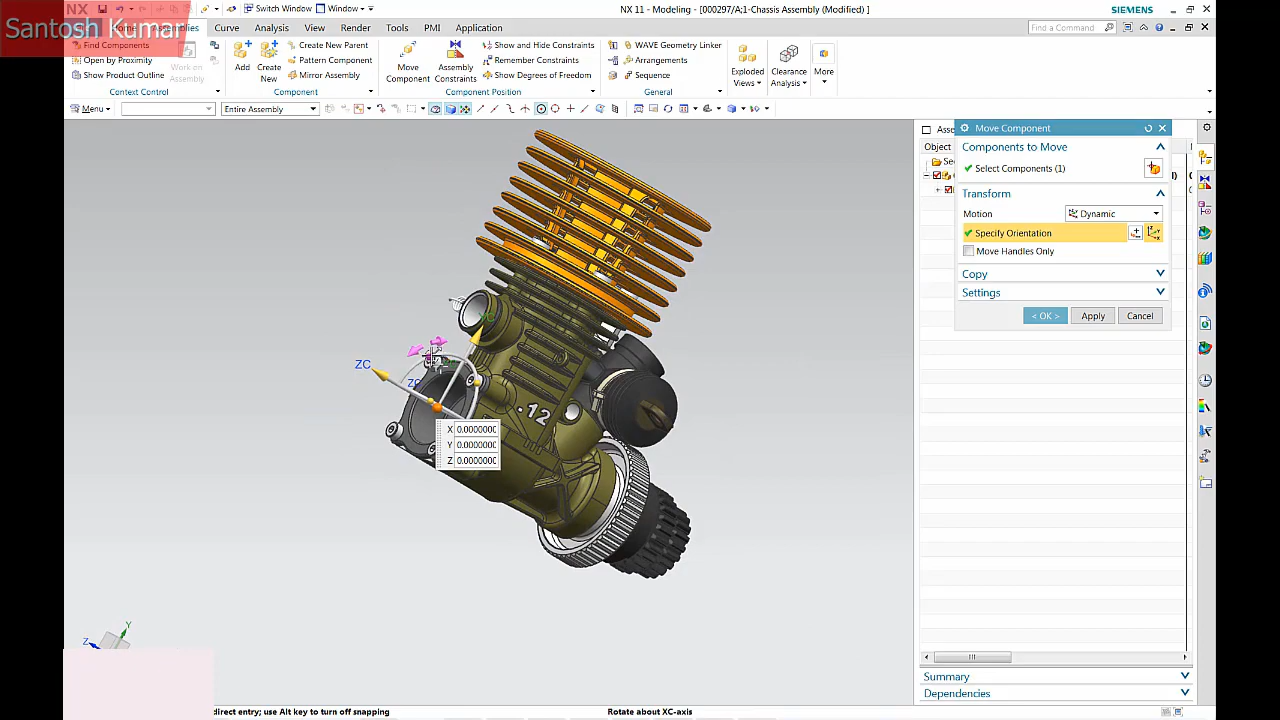 NX
Switch Window
Window
NX 11 - Modeling - [000297/A;1-Chassis Assembly (Modified) ]
SIEMENS
Santosh Kumar
Assemblies
Curve
Analysis
View
Render
Tools
PMI
Application
Find a Command
Find Components
Open by Proximity
Show Product Outline
Work on
Assembly
Context Control
Add
Create
New
Create New Parent
Pattern Component
Mirror Assembly
Component
Move
Component
Assembly
Constraints
Show and Hide Constraints
Remember Constraints
Show Degrees of Freedom
Component Position
WAVE Geometry Linker
Arrangements
Sequence
General
Exploded
Views
Clearance
Analysis
More
Menu
Entire Assembly
Move Component
Components to Move
Select Components (1)
Transform
Motion
Dynamic
Specify Orientation
Move Handles Only
Copy
Settings
< OK >
Apply
Cancel
Object
ZC
ZC
.12
X 0.0000000
Y 0.0000000
Z 0.0000000
Y
Z
Summary
Dependencies
direct entry; use Alt key to turn off snapping
Rotate about XC-axis